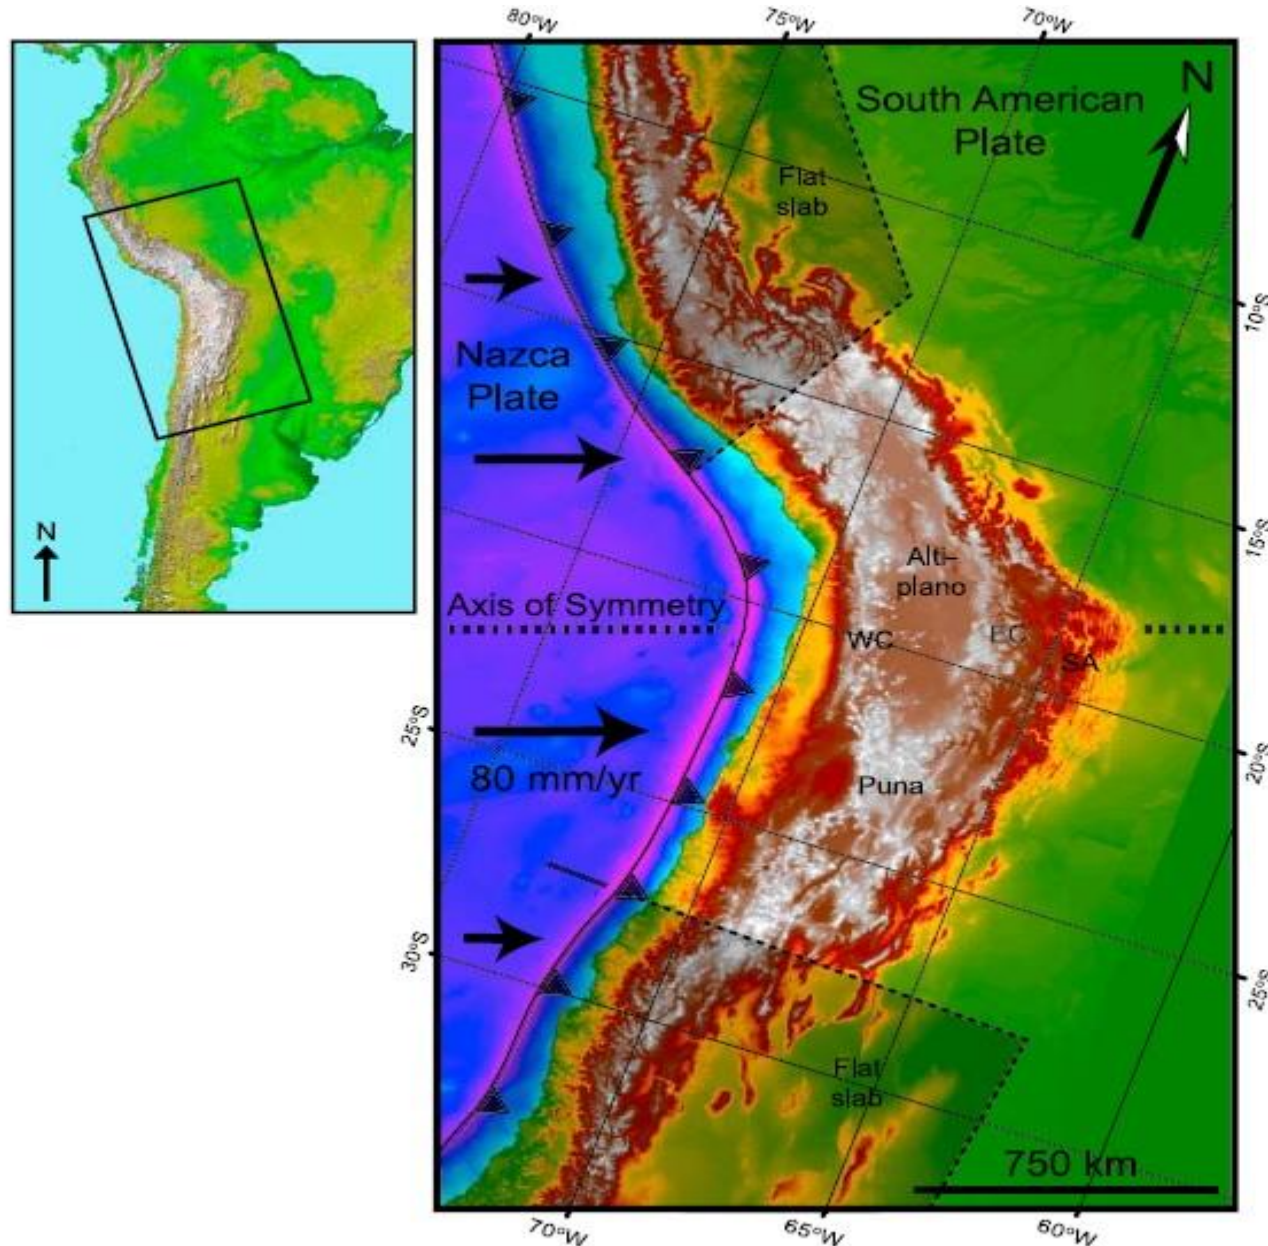 N
80°W
75°W
70°W
South American
Plate
N
Flat
slab
10°S
Nazca
Plate
15°S
Alti–
plano
Axis of Symmetry
WC
EC
SA
25°S
20°S
80 mm/yr
Puna
30°S
25°S
Flat
slab
750 km
70°W
65°W
60°W